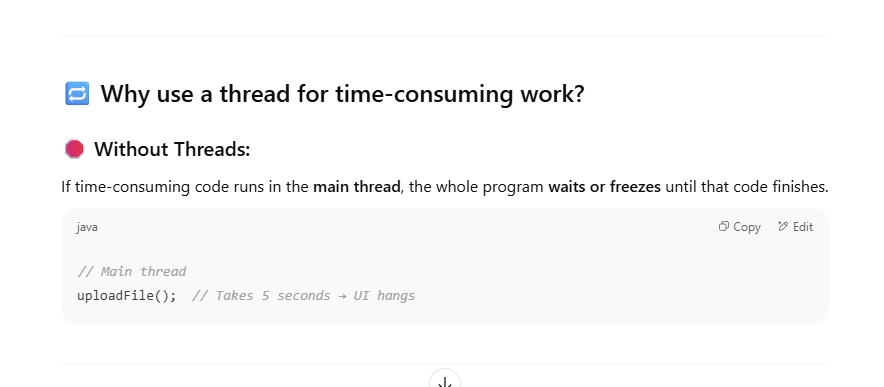 🔁 Why use a thread for time-consuming work?
🛑 Without Threads:
If time-consuming code runs in the main thread, the whole program waits or freezes until that code finishes.
java Copy Edit
// Main thread
uploadFile();  // Takes 5 seconds → UI hangs